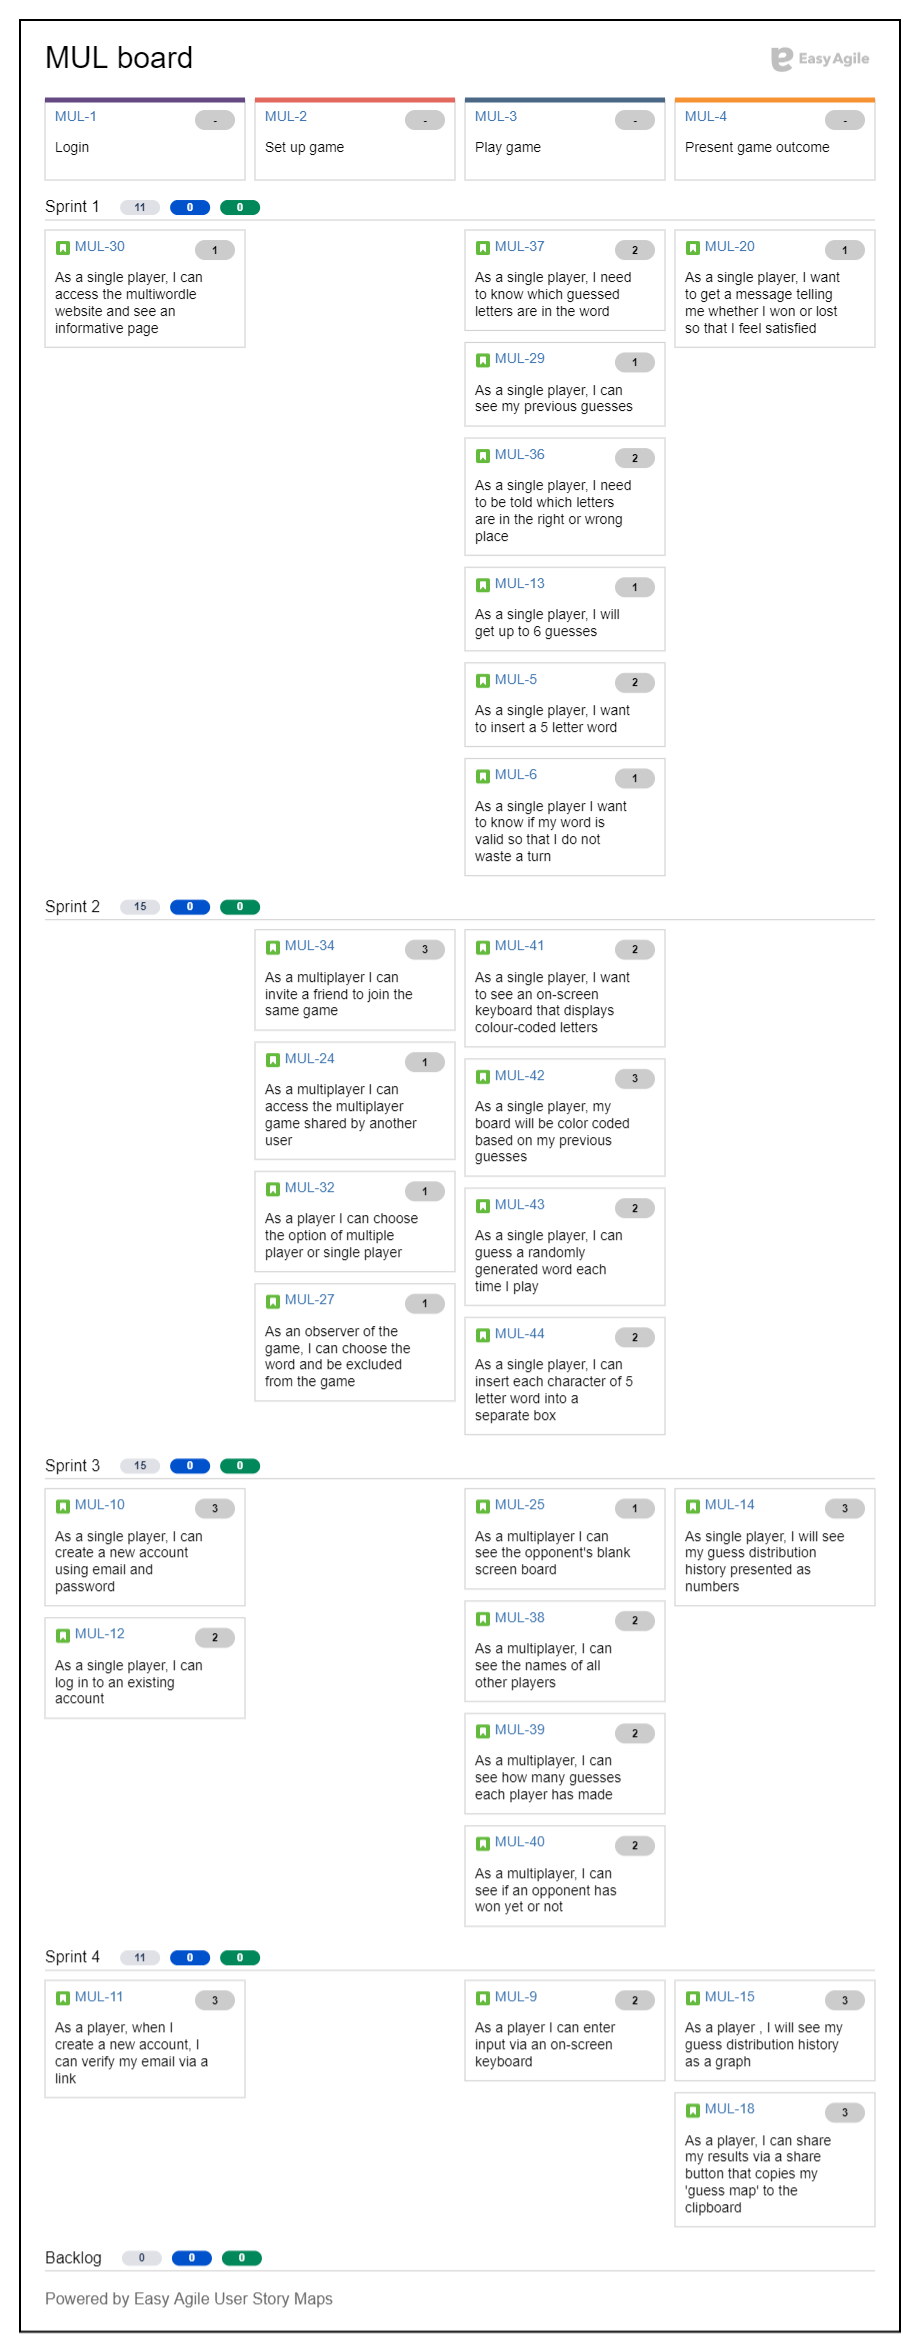 MUL board
EasyAgile
MUL-1
-
Login
MUL-2
-
Set up game
MUL-3
-
Play game
MUL-4
-
Present game outcome
Sprint 1 11 0 0
MUL-30
1
As a single player, I can
access the multiwordle
website and see an
informative page
MUL-37
2
As a single player, I need
to know which guessed
letters are in the word
MUL-29
1
As a single player, I can
see my previous guesses
MUL-36
2
As a single player, I need
to be told which letters
are in the right or wrong
place
MUL-13
1
As a single player, I will
get up to 6 guesses
MUL-5
2
As a single player, I want
to insert a 5 letter word
MUL-6
1
As a single player I want
to know if my word is
valid so that I do not
waste a turn
MUL-20
1
As a single player, I want
to get a message telling
me whether I won or lost
so that I feel satisfied
Sprint 2 15 0 0
MUL-34
3
As a multiplayer I can
invite a friend to join the
same game
MUL-24
1
As a multiplayer I can
access the multiplayer
game shared by another
user
MUL-32
1
As a player I can choose
the option of multiple
player or single player
MUL-27
1
As an observer of the
game, I can choose the
word and be excluded
from the game
MUL-41
2
As a single player, I want
to see an on-screen
keyboard that displays
colour-coded letters
MUL-42
3
As a single player, my
board will be color coded
based on my previous
guesses
MUL-43
2
As a single player, I can
guess a randomly
generated word each
time I play
MUL-44
2
As a single player, I can
insert each character of 5
letter word into a
separate box
Sprint 3 15 0 0
MUL-10
3
As a single player, I can
create a new account
using email and
password
MUL-12
2
As a single player, I can
log in to an existing
account
MUL-25
1
As a multiplayer I can
see the opponent's blank
screen board
MUL-38
2
As a multiplayer, I can
see the names of all
other players
MUL-39
2
As a multiplayer, I can
see how many guesses
each player has made
MUL-40
2
As a multiplayer, I can
see if an opponent has
won yet or not
MUL-14
3
As single player, I will see
my guess distribution
history presented as
numbers
Sprint 4 11 0 0
MUL-11
3
As a player, when I
create a new account, I
can verify my email via a
link
MUL-9
2
As a player I can enter
input via an on-screen
keyboard
MUL-15
3
As a player , I will see my
guess distribution history
as a graph
MUL-18
3
As a player, I can share
my results via a share
button that copies my
'guess map' to the
clipboard
Backlog 0 0 0
Powered by Easy Agile User Story Maps